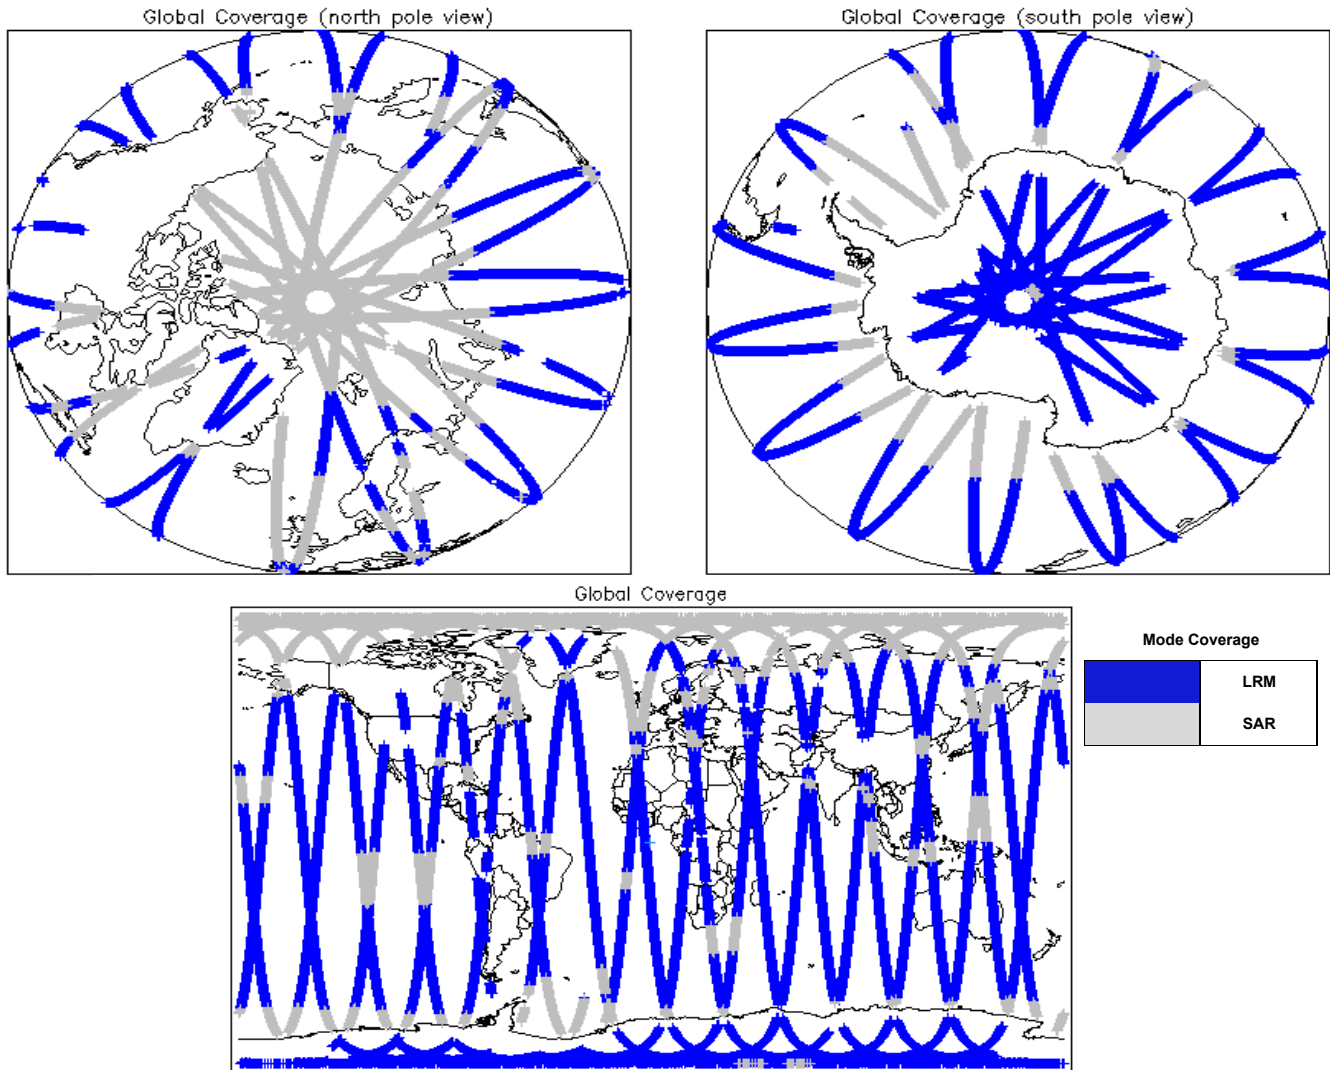 Global Coverage (north pole view)
Global Coverage (south pole view)
Global Coverage
Mode Coverage
LRM
SAR